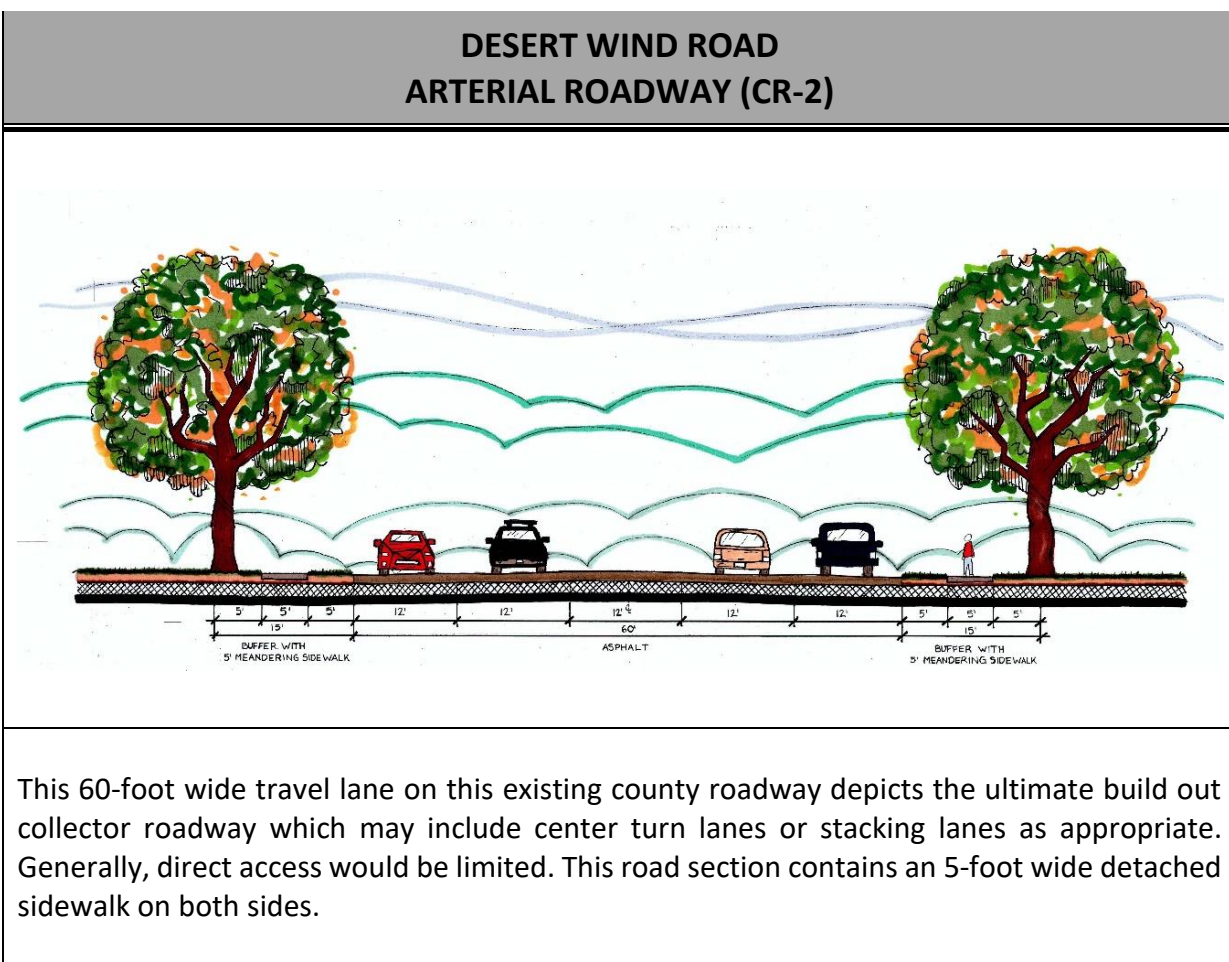 DESERT WIND ROAD
ARTERIAL ROADWAY (CR-2)
5' 5' 5' 12' 12' 12' ℄ 12' 12' 5' 5' 5'
15' 60' 15'
BUFFER WITH ASPHALT BUFFER WITH
5' MEANDERING SIDEWALK 5' MEANDERING SIDEWALK
This 60-foot wide travel lane on this existing county roadway depicts the ultimate build out
collector roadway which may include center turn lanes or stacking lanes as appropriate.
Generally, direct access would be limited. This road section contains an 5-foot wide detached
sidewalk on both sides.